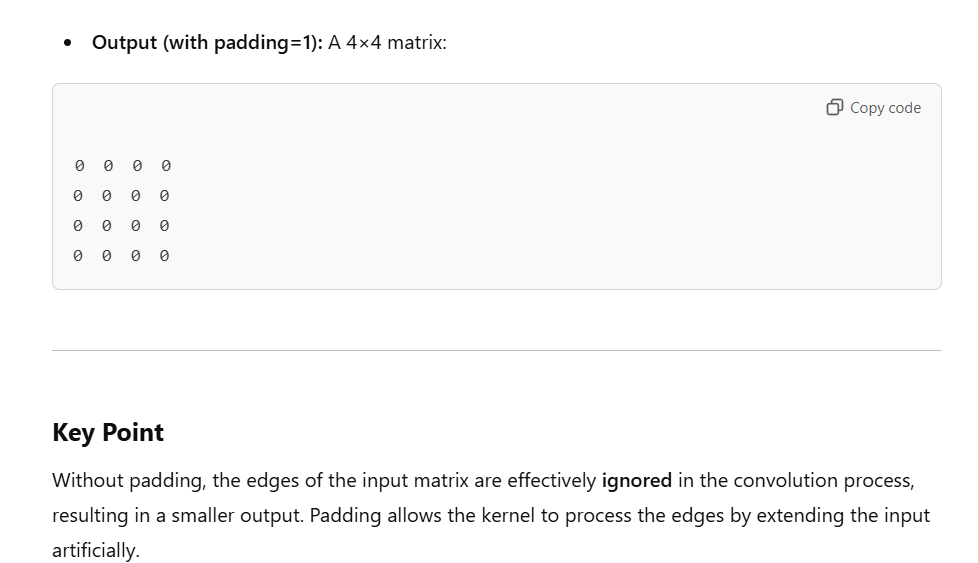 • Output (with padding=1): A 4×4 matrix:
Copy code
0 0 0 0
0 0 0 0
0 0 0 0
0 0 0 0
Key Point
Without padding, the edges of the input matrix are effectively ignored in the convolution process,
resulting in a smaller output. Padding allows the kernel to process the edges by extending the input
artificially.